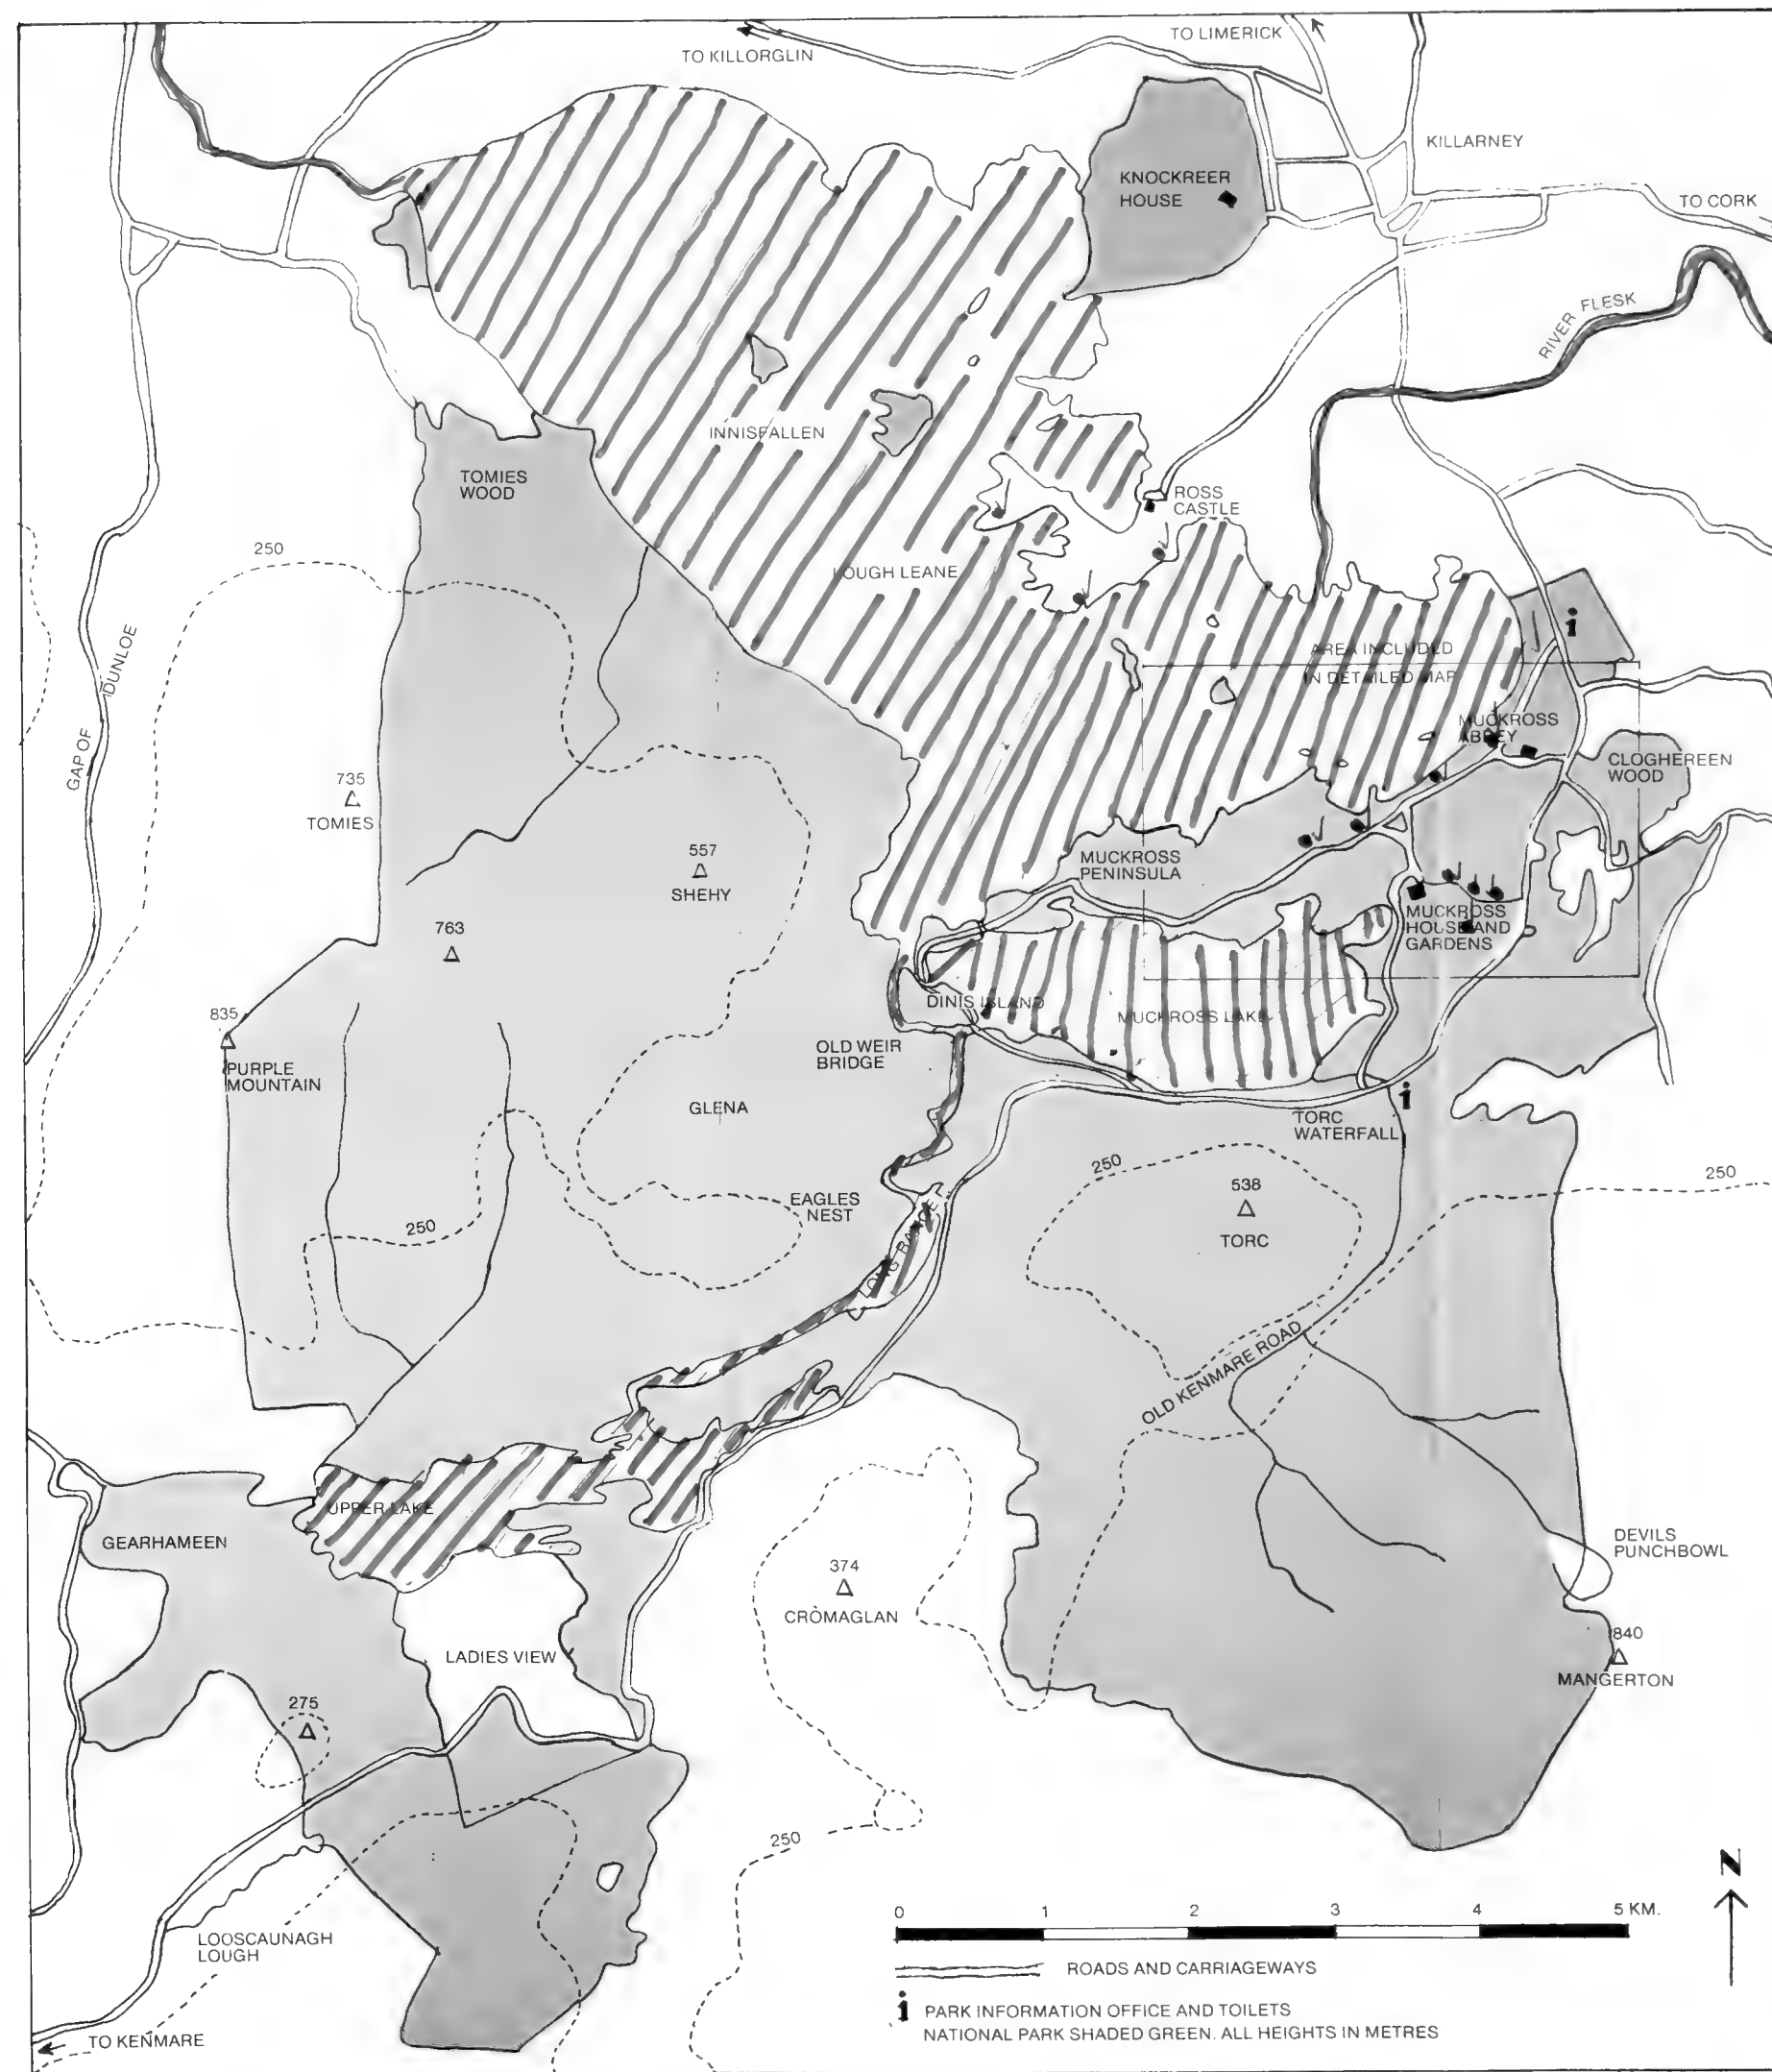 TO KILLORGLIN
TO LIMERICK
KILLARNEY
KNOCKREER
HOUSE
TO CORK
RIVER FLESK
INNISFALLEN
TOMIES
WOOD
ROSS
CASTLE
250
LOUGH LEANE
i
GAP OF DUNLOE
AREA INCLUDED
IN DETAILED MAP
MUCKROSS
ABBEY
CLOGHEREEN
WOOD
735
TOMIES
557
SHEHY
MUCKROSS
PENINSULA
763
MUCKROSS
HOUSE AND
GARDENS
835
PURPLE
MOUNTAIN
DINIS ISLAND
MUCKROSS LAKE
OLD WEIR
BRIDGE
GLENA
i
TORC
WATERFALL
250
250
538
TORC
EAGLES
NEST
250
LONG RANGE
OLD KENMARE ROAD
UPPER LAKE
GEARHAMEEN
DEVILS
PUNCHBOWL
374
CRÒMAGLAN
LADIES VIEW
840
MANGERTON
275
250
N
LOOSCAUNAGH
LOUGH
0 1 2 3 4 5 KM.
ROADS AND CARRIAGEWAYS
i PARK INFORMATION OFFICE AND TOILETS
NATIONAL PARK SHADED GREEN. ALL HEIGHTS IN METRES
TO KENMARE